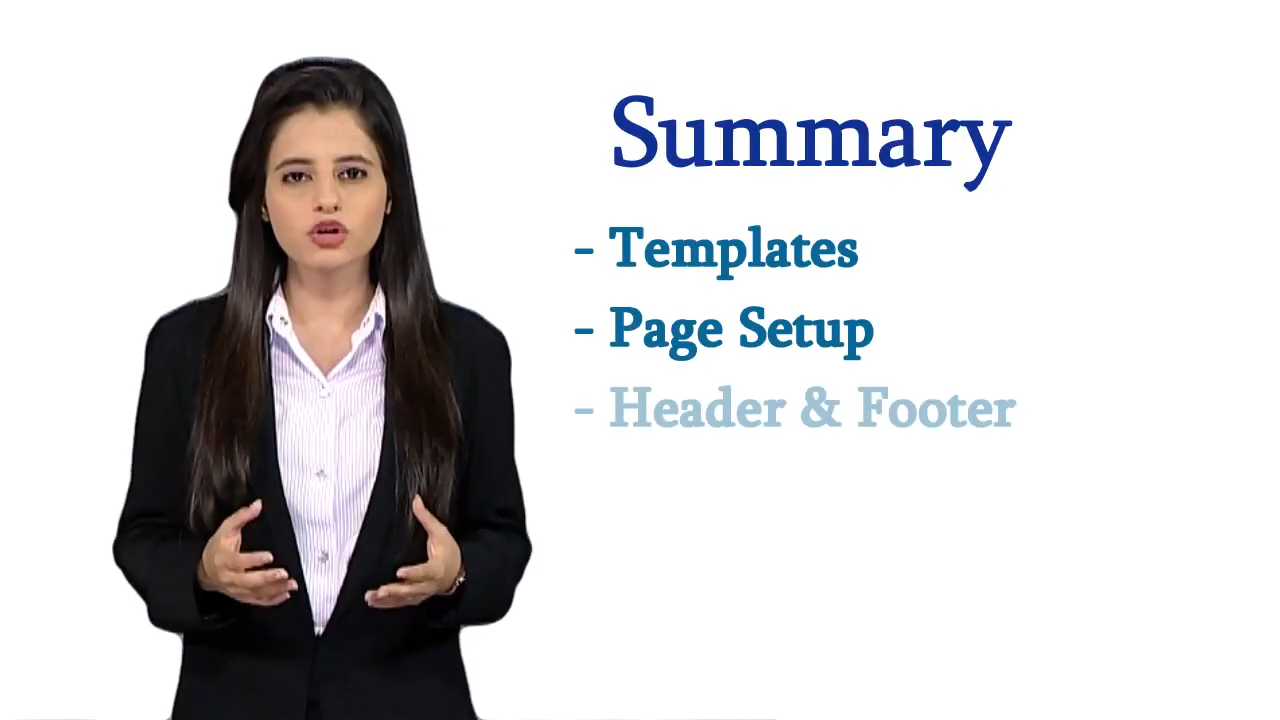 Summary
- Templates
- Page Setup
- Header & Footer